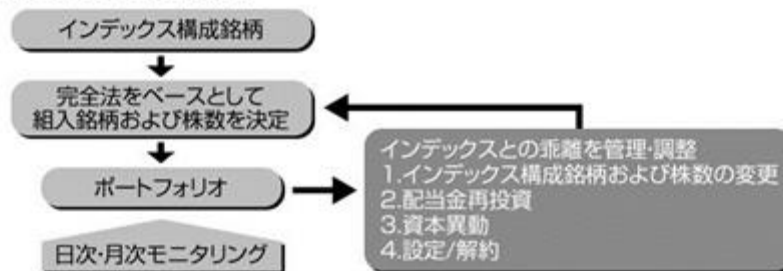 インデックス構成銘柄
完全法をベースとして
組入銘柄および株数を決定
ポートフォリオ
日次・月次モニタリング
インデックスとの乖離を管理・調整
1.インデックス構成銘柄および株数の変更
2.配当金再投資
3.資本異動
4.設定/解約